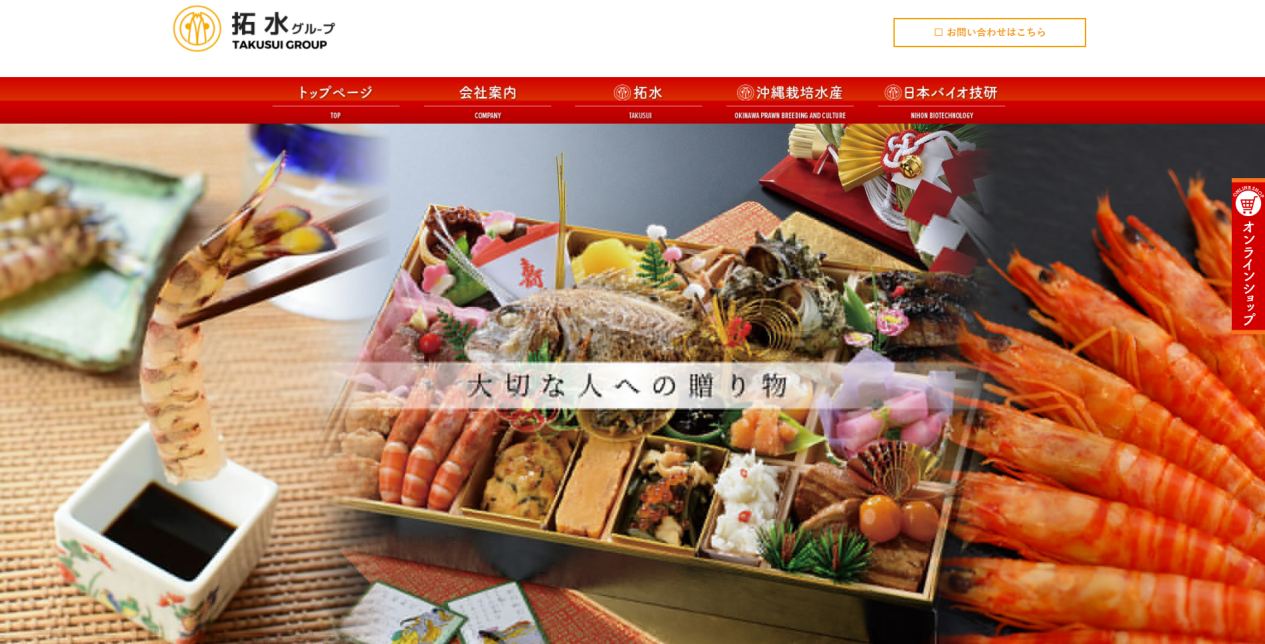 拓水グループ
TAKUSUI GROUP
□ お問い合わせはこちら
トップページ
TOP
会社案内
COMPANY
拓水
TAKUSUI
沖縄栽培水産
OKINAWA PRAWN BREEDING AND CULTURE
日本バイオ技研
NIHON BIOTECHNOLOGY
ONLINE SHOP
オンラインショップ
大切な人への贈り物